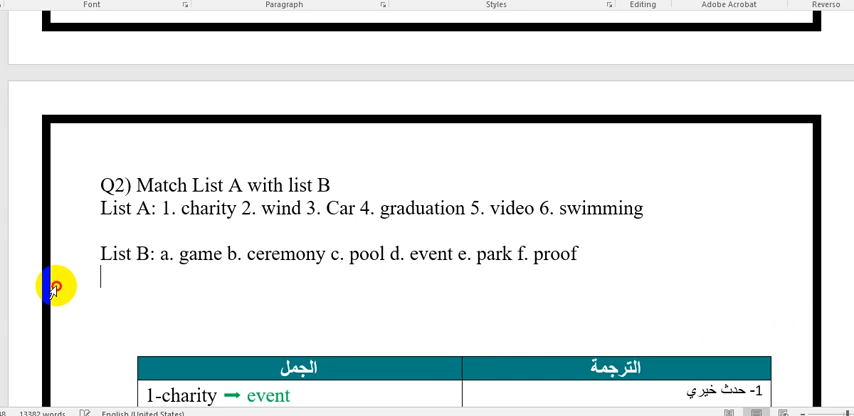 Font Paragraph Styles Editing Adobe Acrobat Reverso
Q2) Match List A with list B
List A: 1. charity 2. wind 3. Car 4. graduation 5. video 6. swimming
List B: a. game b. ceremony c. pool d. event e. park f. proof
الجمل الترجمة
1-charity ➡ event 1- حدث خيري
13382 words English (United States)